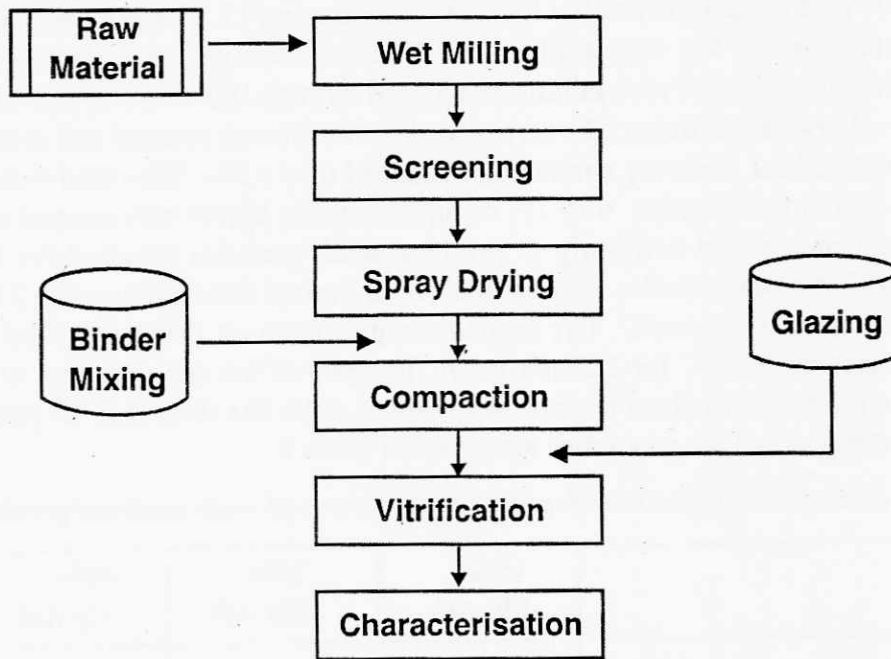 Raw
Material
Wet Milling
Screening
Spray Drying
Binder
Mixing
Glazing
Compaction
Vitrification
Characterisation